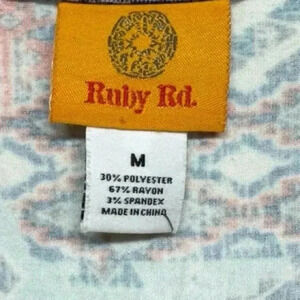 Ruby Rd.
M
30% POLYESTER
67% RAYON
3% SPANDEX
MADE IN CHINA